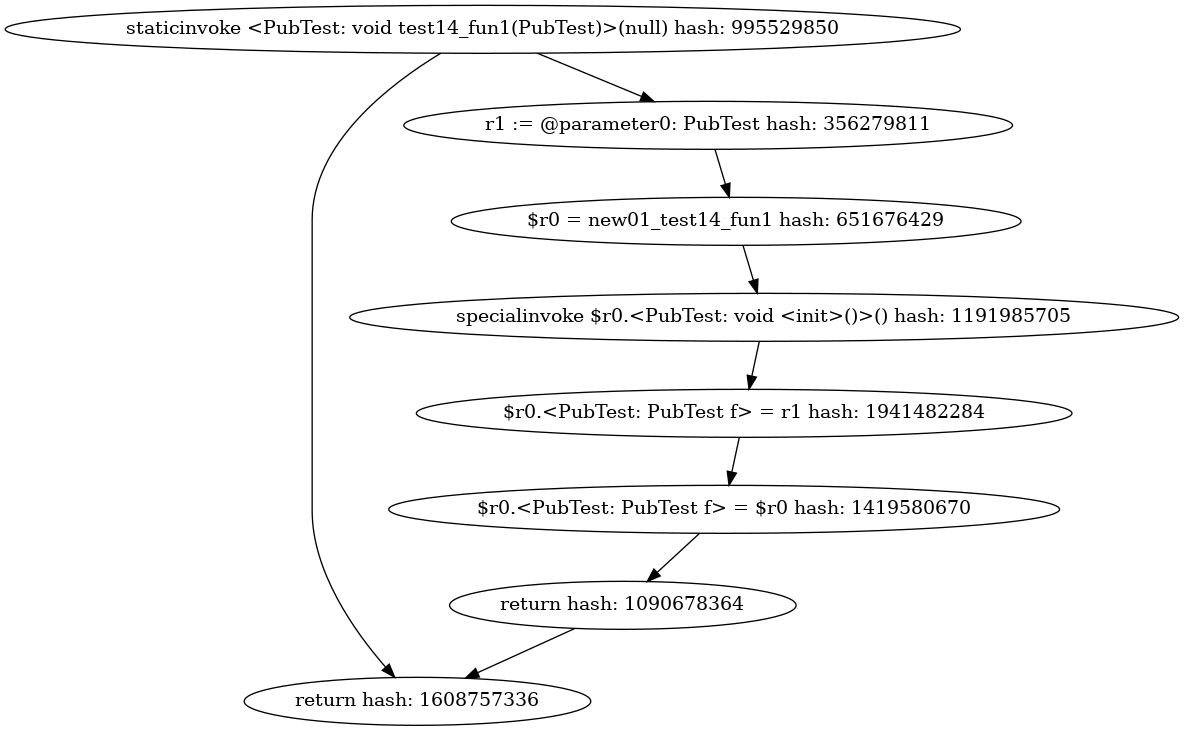 staticinvoke <PubTest: void test14_fun1(PubTest)>(null) hash: 995529850
r1 := @parameter0: PubTest hash: 356279811
$r0 = new01_test14_fun1 hash: 651676429
specialinvoke $r0.<PubTest: void <init>()>() hash: 1191985705
$r0.<PubTest: PubTest f> = r1 hash: 1941482284
$r0.<PubTest: PubTest f> = $r0 hash: 1419580670
return hash: 1090678364
return hash: 1608757336